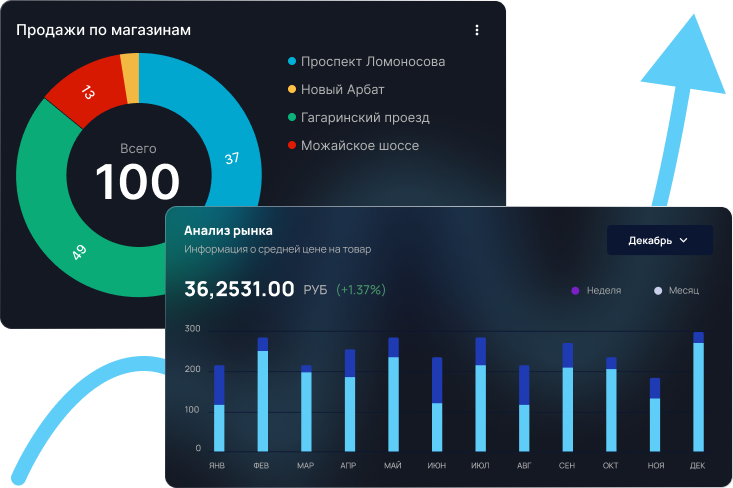 Продажи по магазинам
Проспект Ломоносова
Новый Арбат
Гагаринский проезд
Можайское шоссе
13
37
49
Всего
100
Анализ рынка
Информация о средней цене на товар
Декабрь
36,2531.00 РУБ (+1.37%)
Неделя
Месяц
300
200
100
0
ЯНВ ФЕВ МАР АПР МАЙ ИЮН ИЮЛ АВГ СЕН ОКТ НОЯ ДЕК